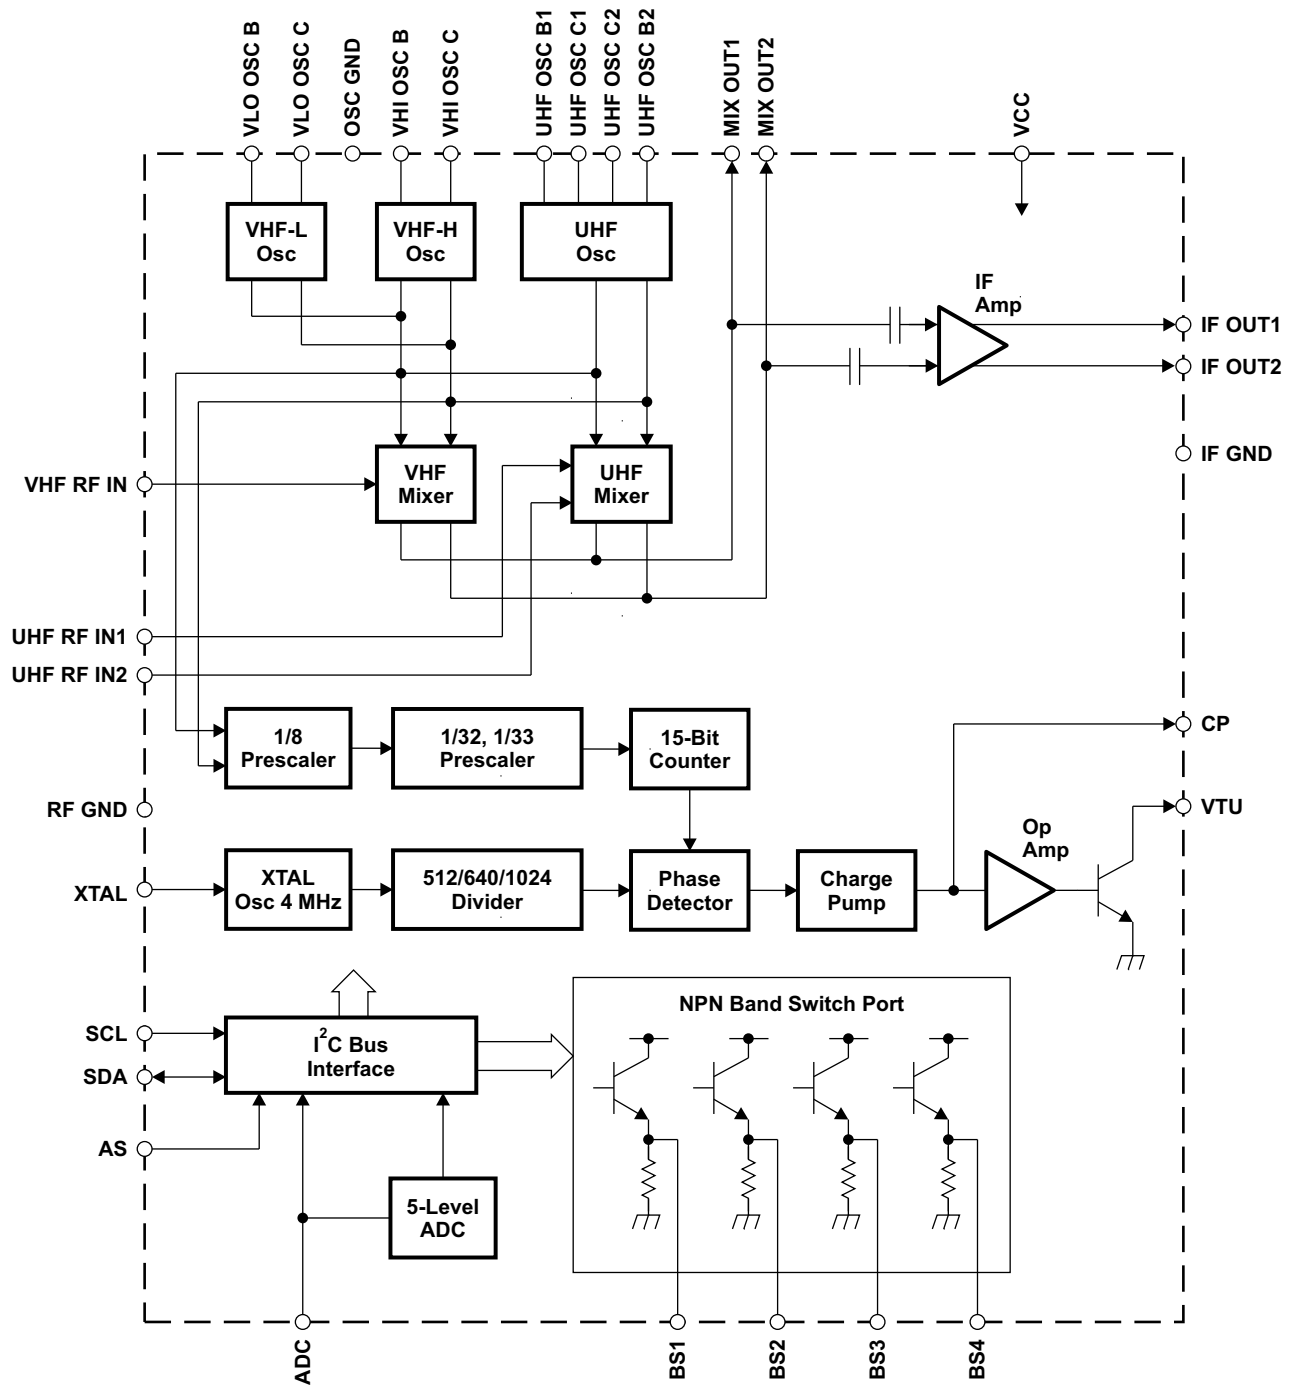 VLO OSC B
VLO OSC C
OSC GND
VHI OSC B
VHI OSC C
UHF OSC B1
UHF OSC C1
UHF OSC C2
UHF OSC B2
MIX OUT1
MIX OUT2
VCC
VHF-L
Osc
VHF-H
Osc
UHF
Osc
IF
Amp
IF OUT1
IF OUT2
IF GND
VHF RF IN
VHF
Mixer
UHF
Mixer
UHF RF IN1
UHF RF IN2
1/8
Prescaler
1/32, 1/33
Prescaler
15-Bit
Counter
CP
RF GND
VTU
Op
Amp
XTAL
XTAL
Osc 4 MHz
512/640/1024
Divider
Phase
Detector
Charge
Pump
NPN Band Switch Port
SCL
SDA
I²C Bus
Interface
AS
5-Level
ADC
ADC
BS1
BS2
BS3
BS4